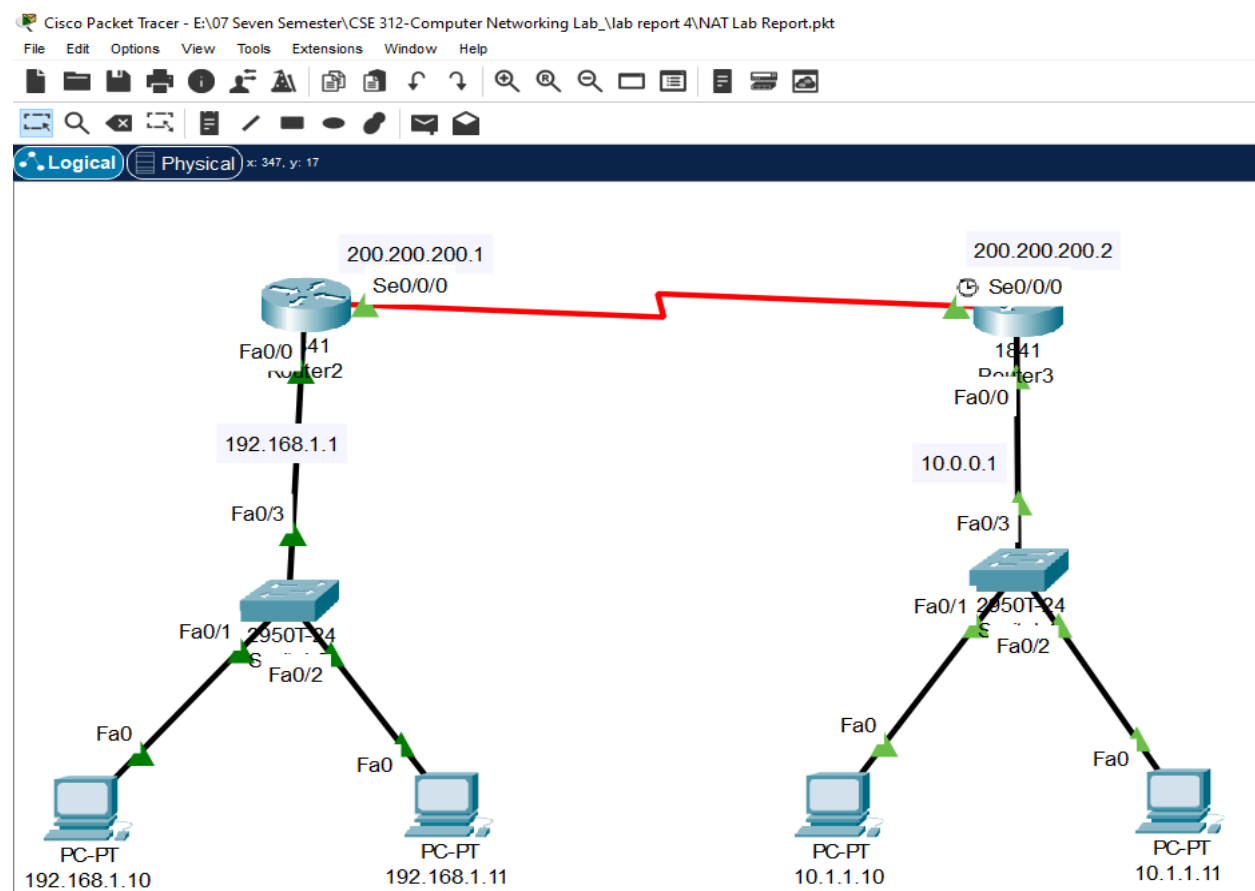 Cisco Packet Tracer - E:\07 Seven Semester\CSE 312-Computer Networking Lab_\lab report 4\NAT Lab Report.pkt
File Edit Options View Tools Extensions Window Help
Logical Physical x: 347, y: 17
200.200.200.1
Se0/0/0
200.200.200.2
Se0/0/0
Fa0/0
1841
Router3
Fa0/0
192.168.1.1
10.0.0.1
Fa0/3
Fa0/3
Fa0/1
2950T-24
Fa0/2
Fa0/1
2950T-24
Fa0/2
Fa0
Fa0
Fa0
Fa0
PC-PT
192.168.1.10
PC-PT
192.168.1.11
PC-PT
10.1.1.10
PC-PT
10.1.1.11